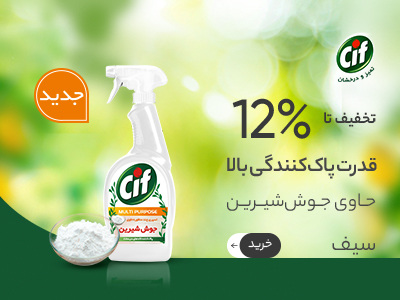 Cif
تمیز و درخشان
جدید
تخفیف تا 12%
قدرت پاک‌کنندگی بالا
حاوی جوش‌شیرین
سیف
خرید
Cif
MULTI PURPOSE
جوش شیرین